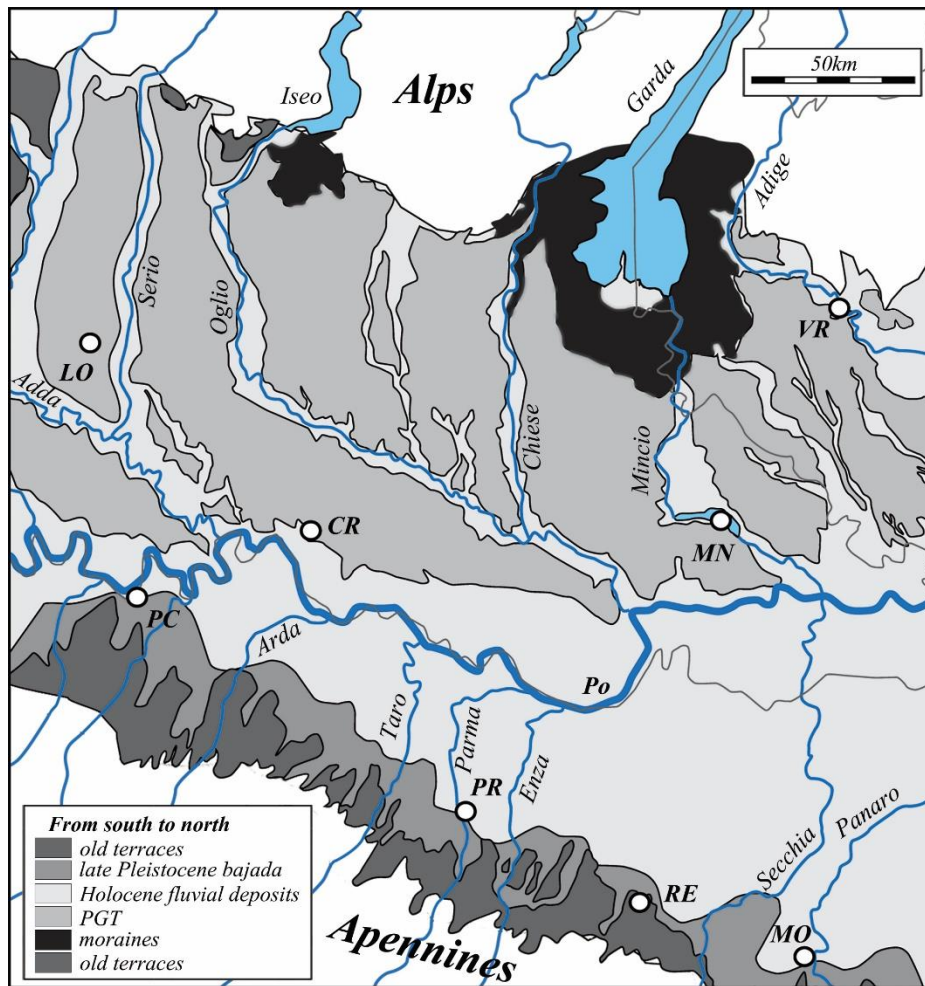 50km
Iseo
Alps
Garda
Adige
Serio
Oglio
VR
LO
Adda
Chiese
Mincio
CR
MN
PC
Arda
Po
Taro
Parma
Enza
PR
Secchia
Panaro
RE
MO
Apennines
From south to north
old terraces
late Pleistocene bajada
Holocene fluvial deposits
PGT
moraines
old terraces